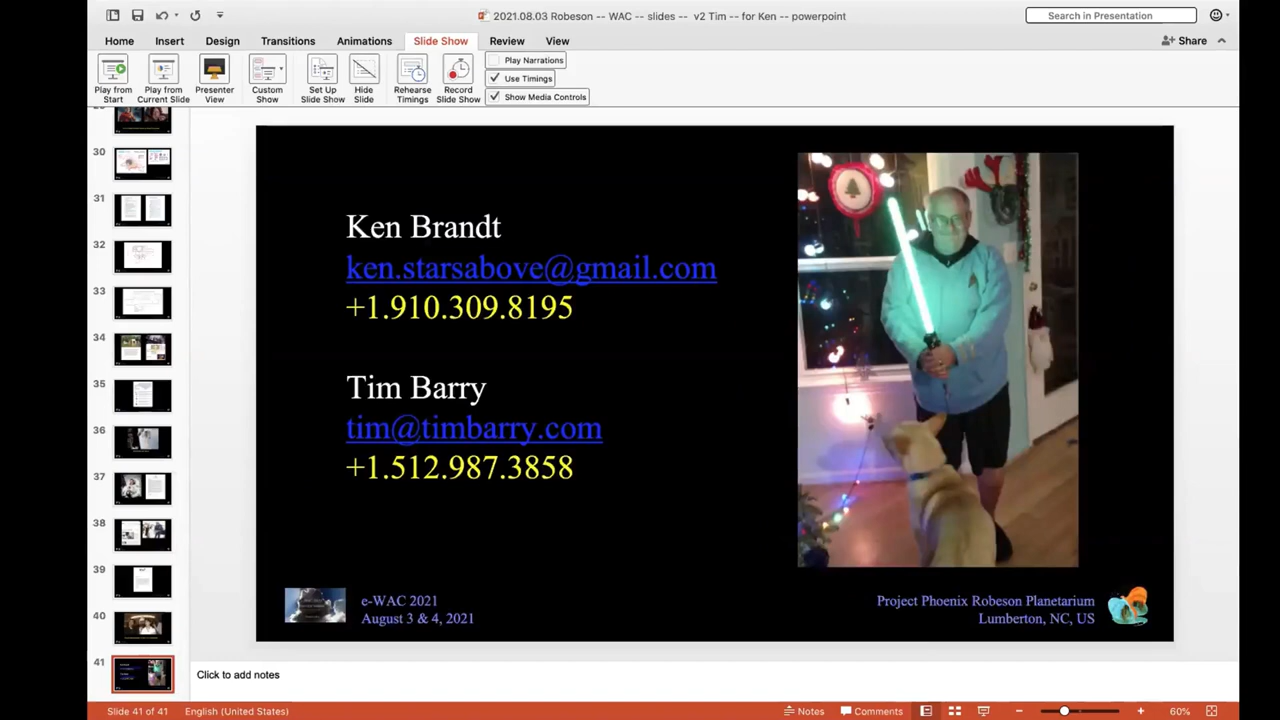 2021.08.03 Robeson -- WAC -- slides -- v2 Tim -- for Ken -- powerpoint
Search in Presentation
Home Insert Design Transitions Animations Slide Show Review View
Share
Play from Start
Play from Current Slide
Presenter View
Custom Show
Set Up Slide Show
Hide Slide
Rehearse Timings
Record Slide Show
Play Narrations
Use Timings
Show Media Controls
30
31
32
33
34
35
36
37
38
39
40
41
Ken Brandt
ken.starsabove@gmail.com
+1.910.309.8195
Tim Barry
tim@timbarry.com
+1.512.987.3858
e-WAC 2021
August 3 & 4, 2021
Project Phoenix Robeson Planetarium
Lumberton, NC, US
Click to add notes
Slide 41 of 41
English (United States)
Notes
Comments
60%